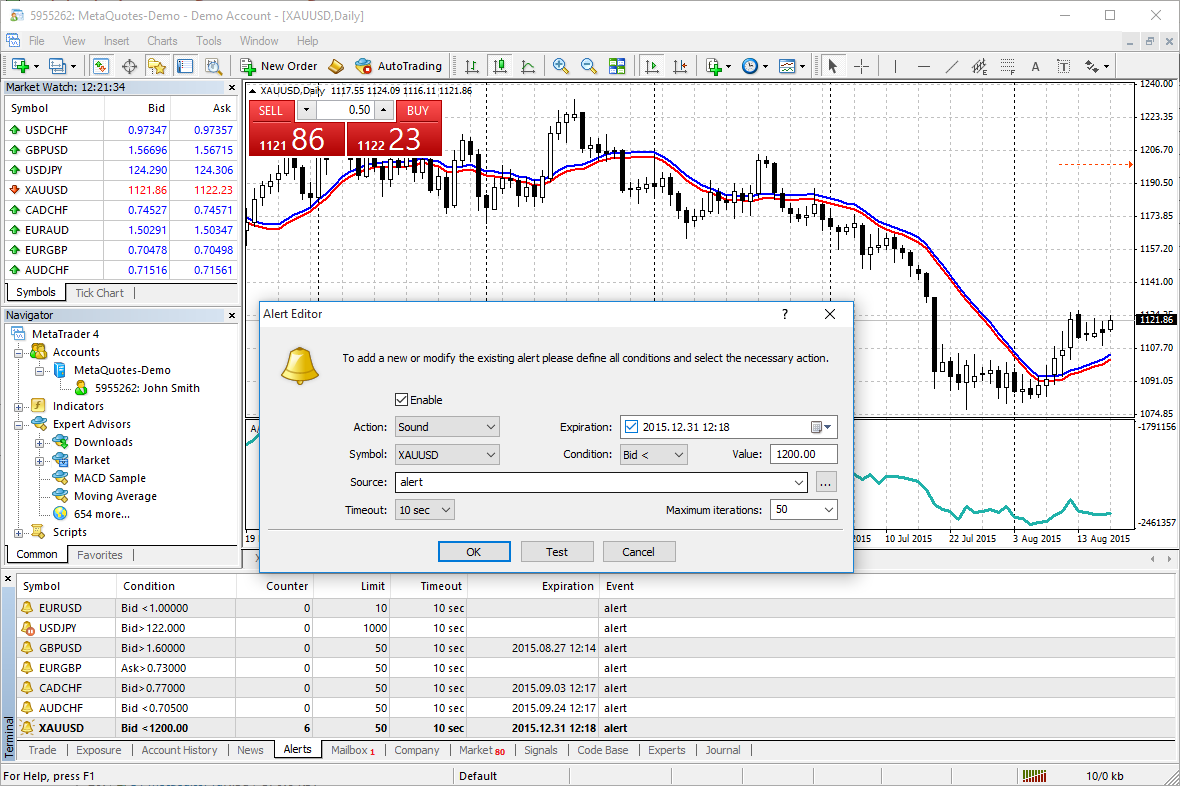 5955262: MetaQuotes-Demo - Demo Account - [XAUUSD,Daily]
File View Insert Charts Tools Window Help
New Order AutoTrading
A T
Market Watch: 12:21:34
Symbol Bid Ask
USDCHF 0.97347 0.97357
GBPUSD 1.56696 1.56715
USDJPY 124.290 124.306
XAUUSD 1121.86 1122.23
CADCHF 0.74527 0.74571
EURAUD 1.50291 1.50347
EURGBP 0.70478 0.70498
AUDCHF 0.71516 0.71561
Symbols Tick Chart
Navigator
MetaTrader 4
Accounts
MetaQuotes-Demo
5955262: John Smith
Indicators
Expert Advisors
Downloads
Market
MACD Sample
Moving Average
654 more...
Scripts
Common Favorites
XAUUSD,Daily 1117.55 1124.09 1116.11 1121.86
SELL 0.50 BUY
1121 86 1122 23
1240.00
1223.35
1206.70
1190.50
1173.85
1157.20
1141.00
1121.86
1107.70
1091.05
1074.85
-1791156
-2461357
19
2015 10 Jul 2015 22 Jul 2015 3 Aug 2015 13 Aug 2015
Alert Editor
To add a new or modify the existing alert please define all conditions and select the necessary action.
Enable
Action: Sound Expiration: 2015.12.31 12:18
Symbol: XAUUSD Condition: Bid < Value: 1200.00
Source: alert ...
Timeout: 10 sec Maximum iterations: 50
OK Test Cancel
Symbol Condition Counter Limit Timeout Expiration Event
EURUSD Bid <1.00000 0 10 10 sec alert
USDJPY Bid>122.000 0 1000 10 sec alert
GBPUSD Bid>1.60000 0 50 10 sec 2015.08.27 12:14 alert
EURGBP Ask>0.73000 0 50 10 sec alert
CADCHF Bid>0.77000 0 50 10 sec 2015.09.03 12:17 alert
AUDCHF Bid <0.70500 0 50 10 sec 2015.09.24 12:17 alert
XAUUSD Bid <1200.00 6 50 10 sec 2015.12.31 12:18 alert
Terminal
Trade Exposure Account History News Alerts Mailbox 1 Company Market 80 Signals Code Base Experts Journal
For Help, press F1 Default 10/0 kb